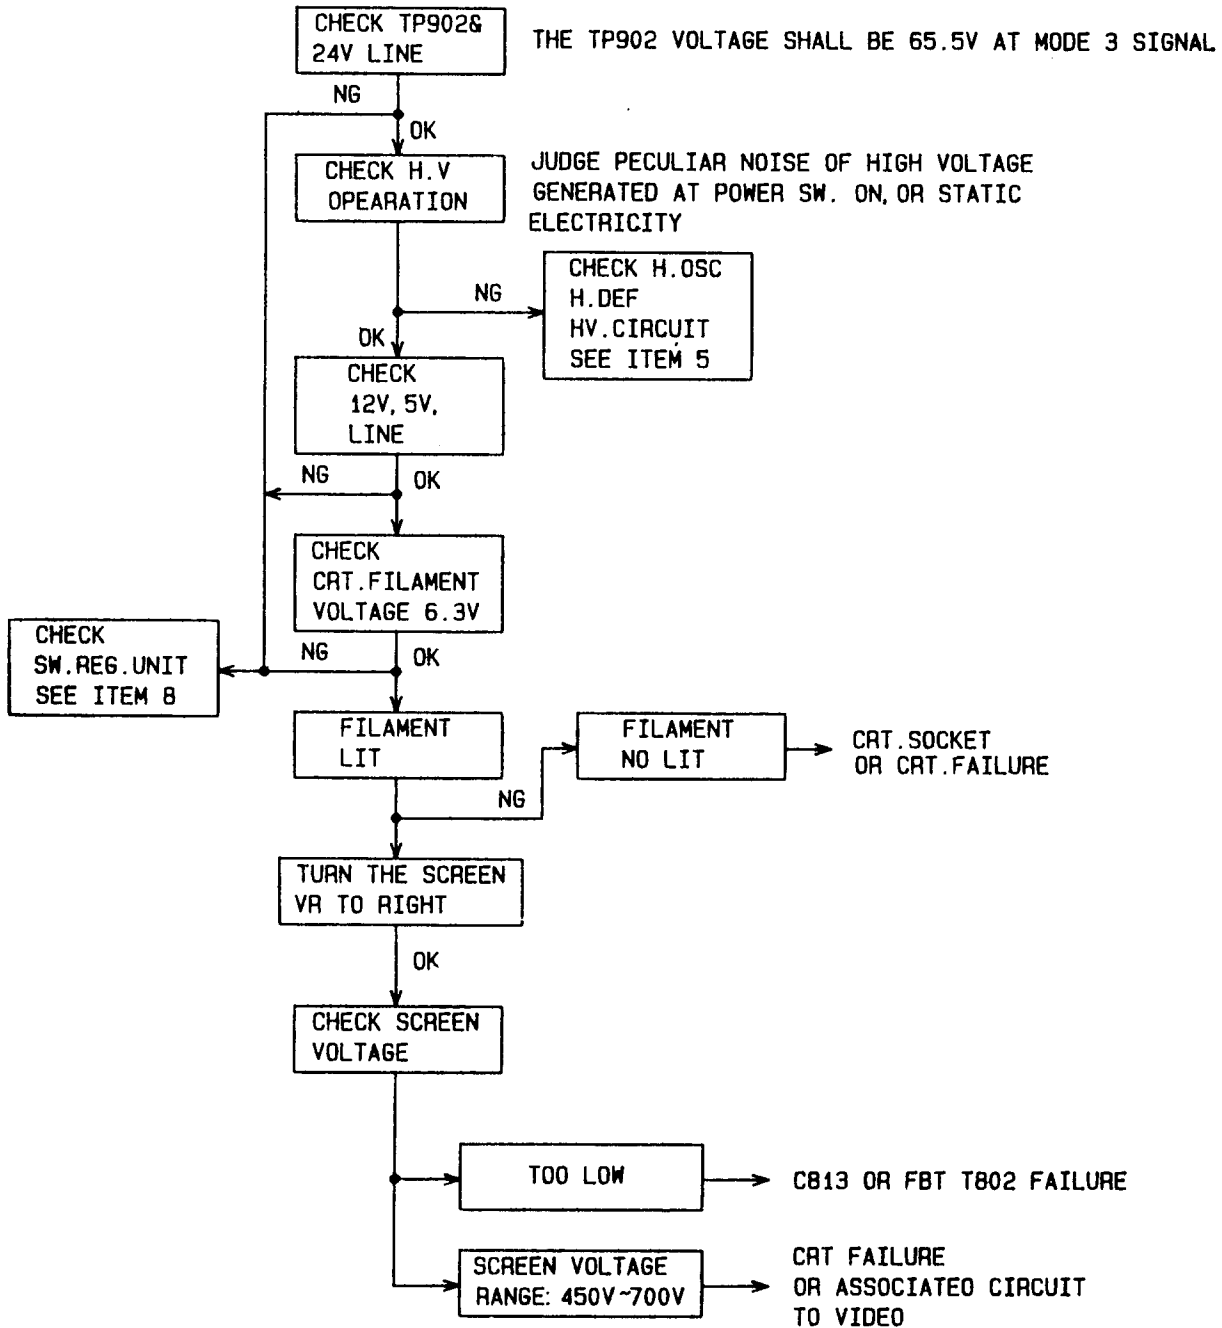 CHECK TP902&
24V LINE
THE TP902 VOLTAGE SHALL BE 65.5V AT MODE 3 SIGNAL
NG
OK
CHECK H.V
OPEARATION
JUDGE PECULIAR NOISE OF HIGH VOLTAGE
GENERATED AT POWER SW. ON, OR STATIC
ELECTRICITY
CHECK H.OSC
H.DEF
HV.CIRCUIT
SEE ITEM 5
NG
OK
CHECK
12V, 5V,
LINE
NG
OK
CHECK
CRT.FILAMENT
VOLTAGE 6.3V
NG
OK
CHECK
SW.REG.UNIT
SEE ITEM 8
FILAMENT
LIT
FILAMENT
NO LIT
CRT.SOCKET
OR CRT.FAILURE
NG
TURN THE SCREEN
VR TO RIGHT
OK
CHECK SCREEN
VOLTAGE
TOO LOW
C813 OR FBT T802 FAILURE
SCREEN VOLTAGE
RANGE: 450V~700V
CRT FAILURE
OR ASSOCIATED CIRCUIT
TO VIDEO